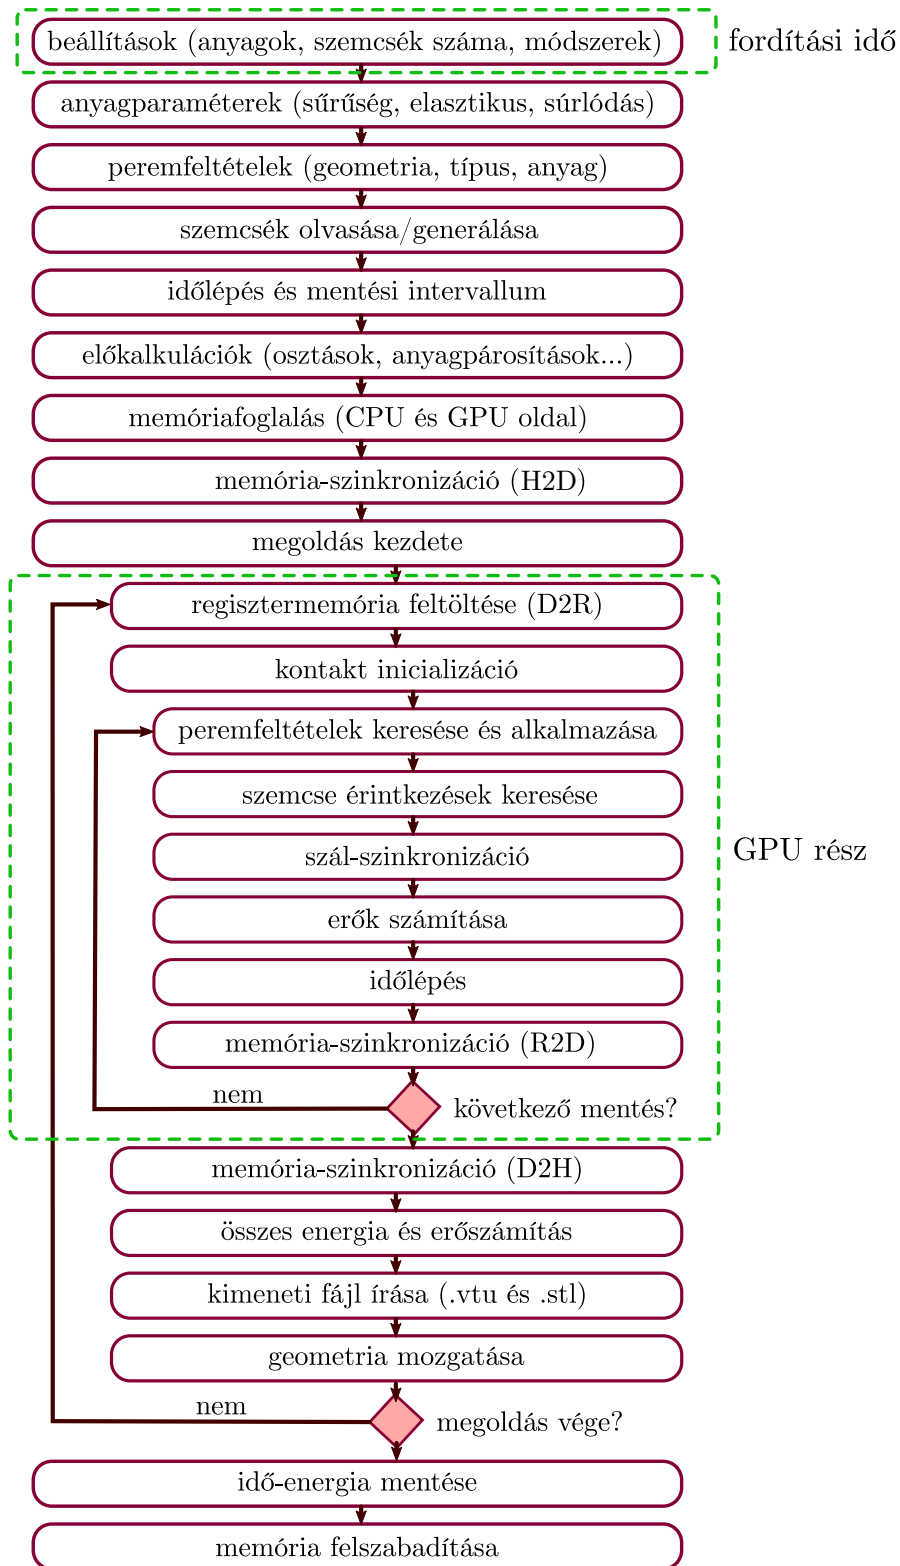 beállítások (anyagok, szemcsék száma, módszerek)
fordítási idő
anyagparaméterek (sűrűség, elasztikus, súrlódás)
peremfeltételek (geometria, típus, anyag)
szemcsék olvasása/generálása
időlépés és mentési intervallum
előkalkulációk (osztások, anyagpárosítások...)
memóriafoglalás (CPU és GPU oldal)
memória-szinkronizáció (H2D)
megoldás kezdete
regisztermemória feltöltése (D2R)
kontakt inicializáció
peremfeltételek keresése és alkalmazása
szemcse érintkezések keresése
GPU rész
szál-szinkronizáció
erők számítása
időlépés
memória-szinkronizáció (R2D)
nem
következő mentés?
memória-szinkronizáció (D2H)
összes energia és erőszámítás
kimeneti fájl írása (.vtu és .stl)
geometria mozgatása
nem
megoldás vége?
idő-energia mentése
memória felszabadítása